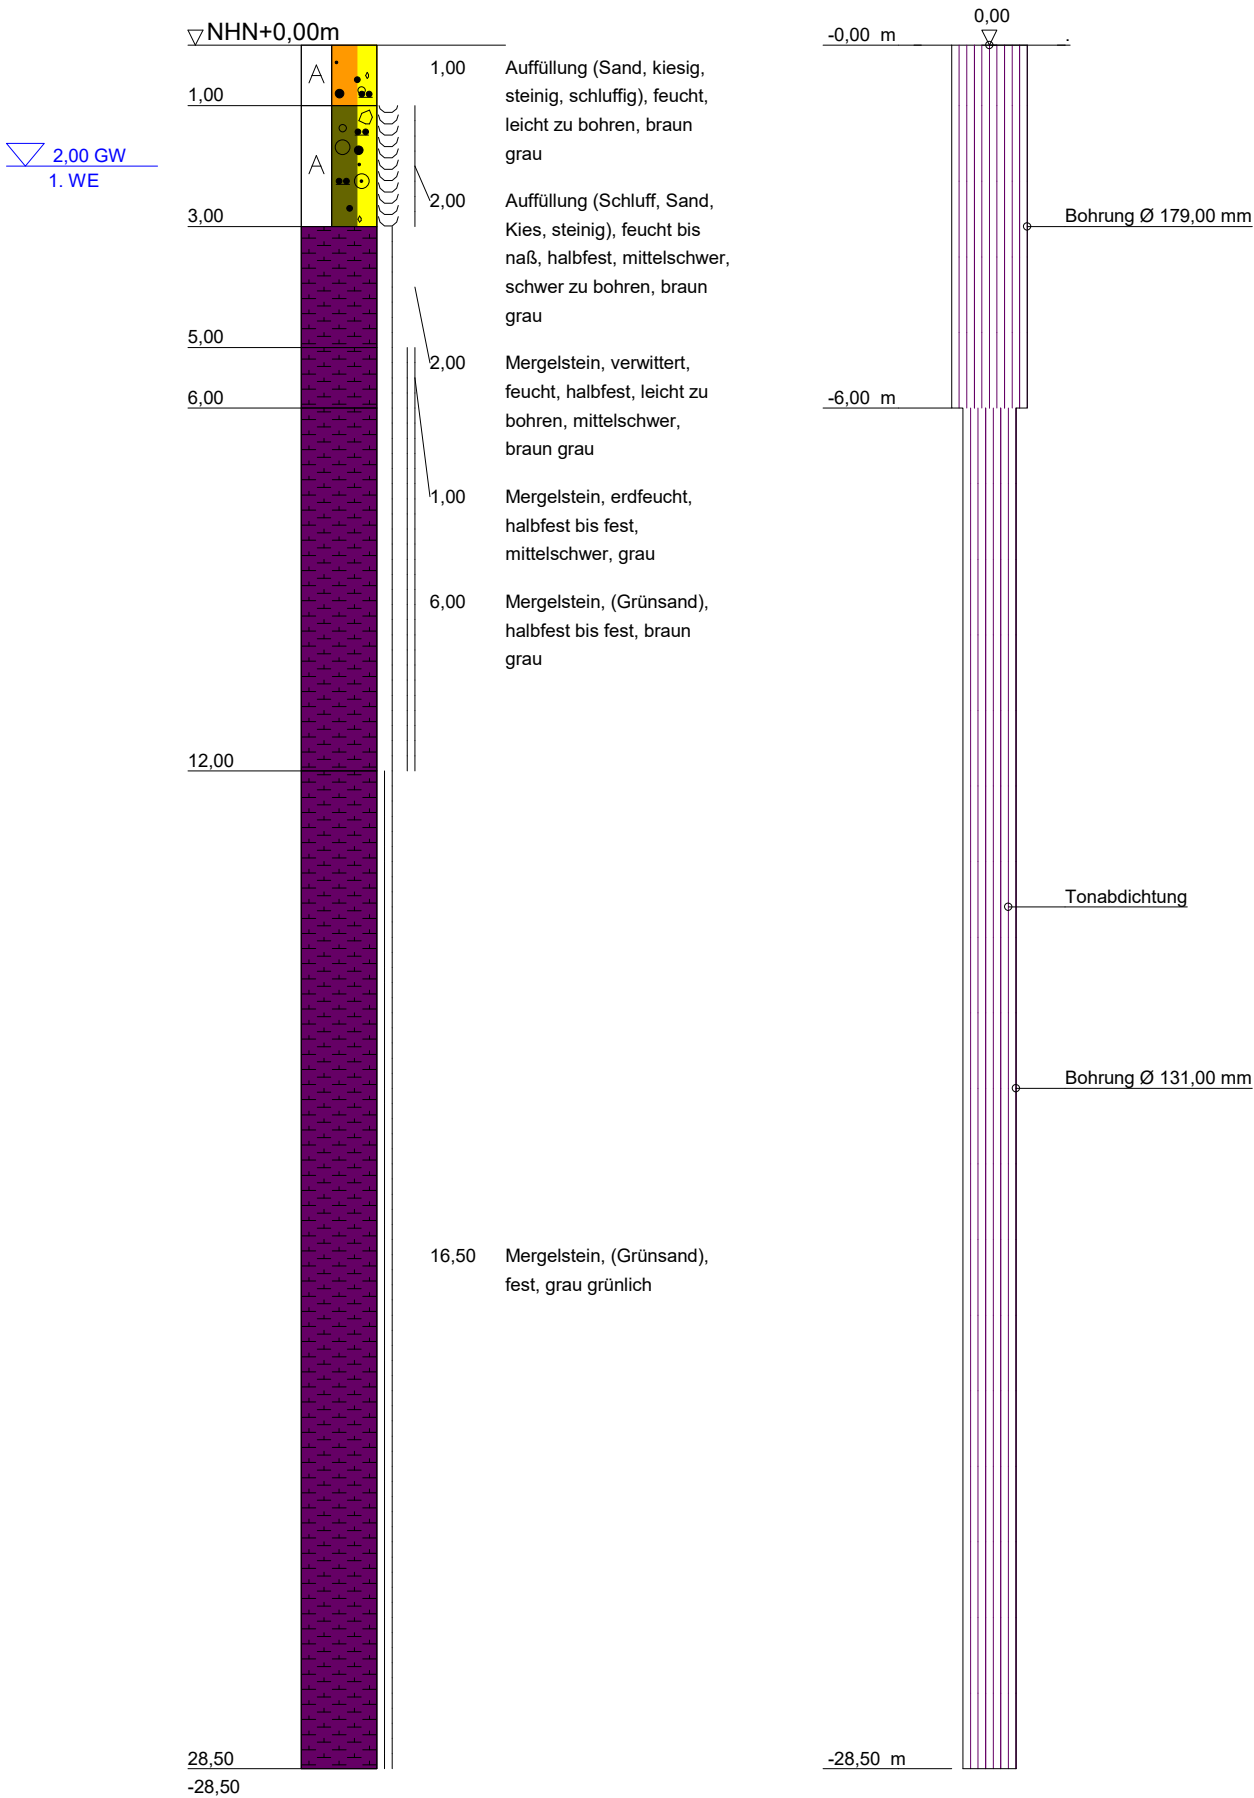 NHN+0,00m
1,00
2,00 GW
1. WE
3,00
5,00
6,00
12,00
28,50
-28,50
A
A
1,00 Auffüllung (Sand, kiesig,
steinig, schluffig), feucht,
leicht zu bohren, braun
grau
2,00 Auffüllung (Schluff, Sand,
Kies, steinig), feucht bis
naß, halbfest, mittelschwer,
schwer zu bohren, braun
grau
2,00 Mergelstein, verwittert,
feucht, halbfest, leicht zu
bohren, mittelschwer,
braun grau
1,00 Mergelstein, erdfeucht,
halbfest bis fest,
mittelschwer, grau
6,00 Mergelstein, (Grünsand),
halbfest bis fest, braun
grau
16,50 Mergelstein, (Grünsand),
fest, grau grünlich
0,00
-0,00 m
Bohrung Ø 179,00 mm
-6,00 m
Tonabdichtung
Bohrung Ø 131,00 mm
-28,50 m